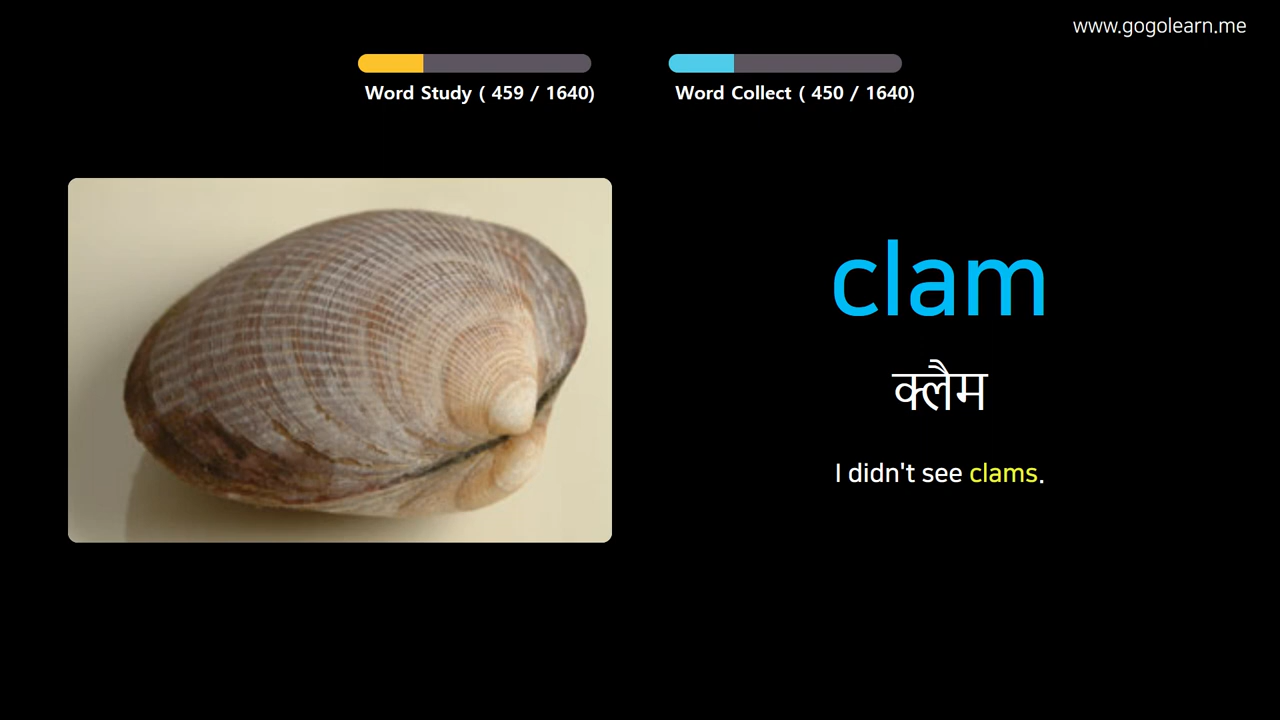 www.gogolearn.me
Word Study ( 459 / 1640)
Word Collect ( 450 / 1640)
clam
क्लैम
I didn't see clams.